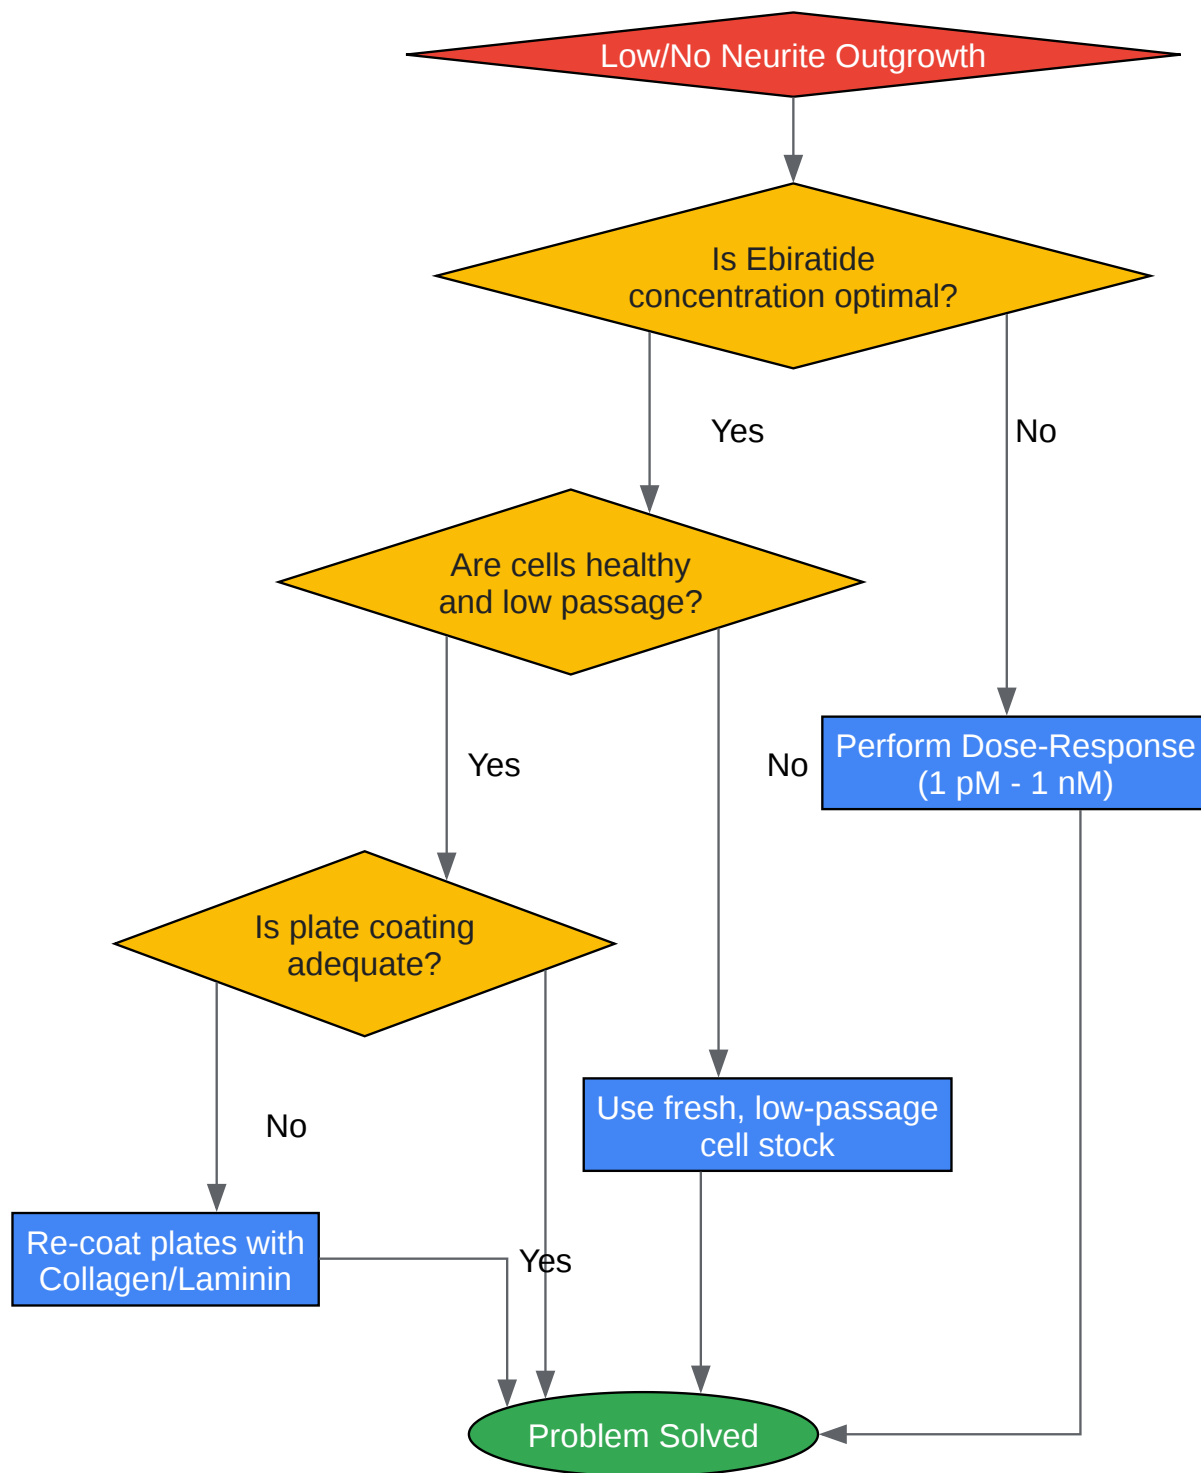 Low/No Neurite Outgrowth
Is Ebiratide
concentration optimal?
Yes
No
Are cells healthy
and low passage?
Yes
No
Perform Dose-Response
(1 pM - 1 nM)
Is plate coating
adequate?
No
Yes
Use fresh, low-passage
cell stock
Re-coat plates with
Collagen/Laminin
Problem Solved